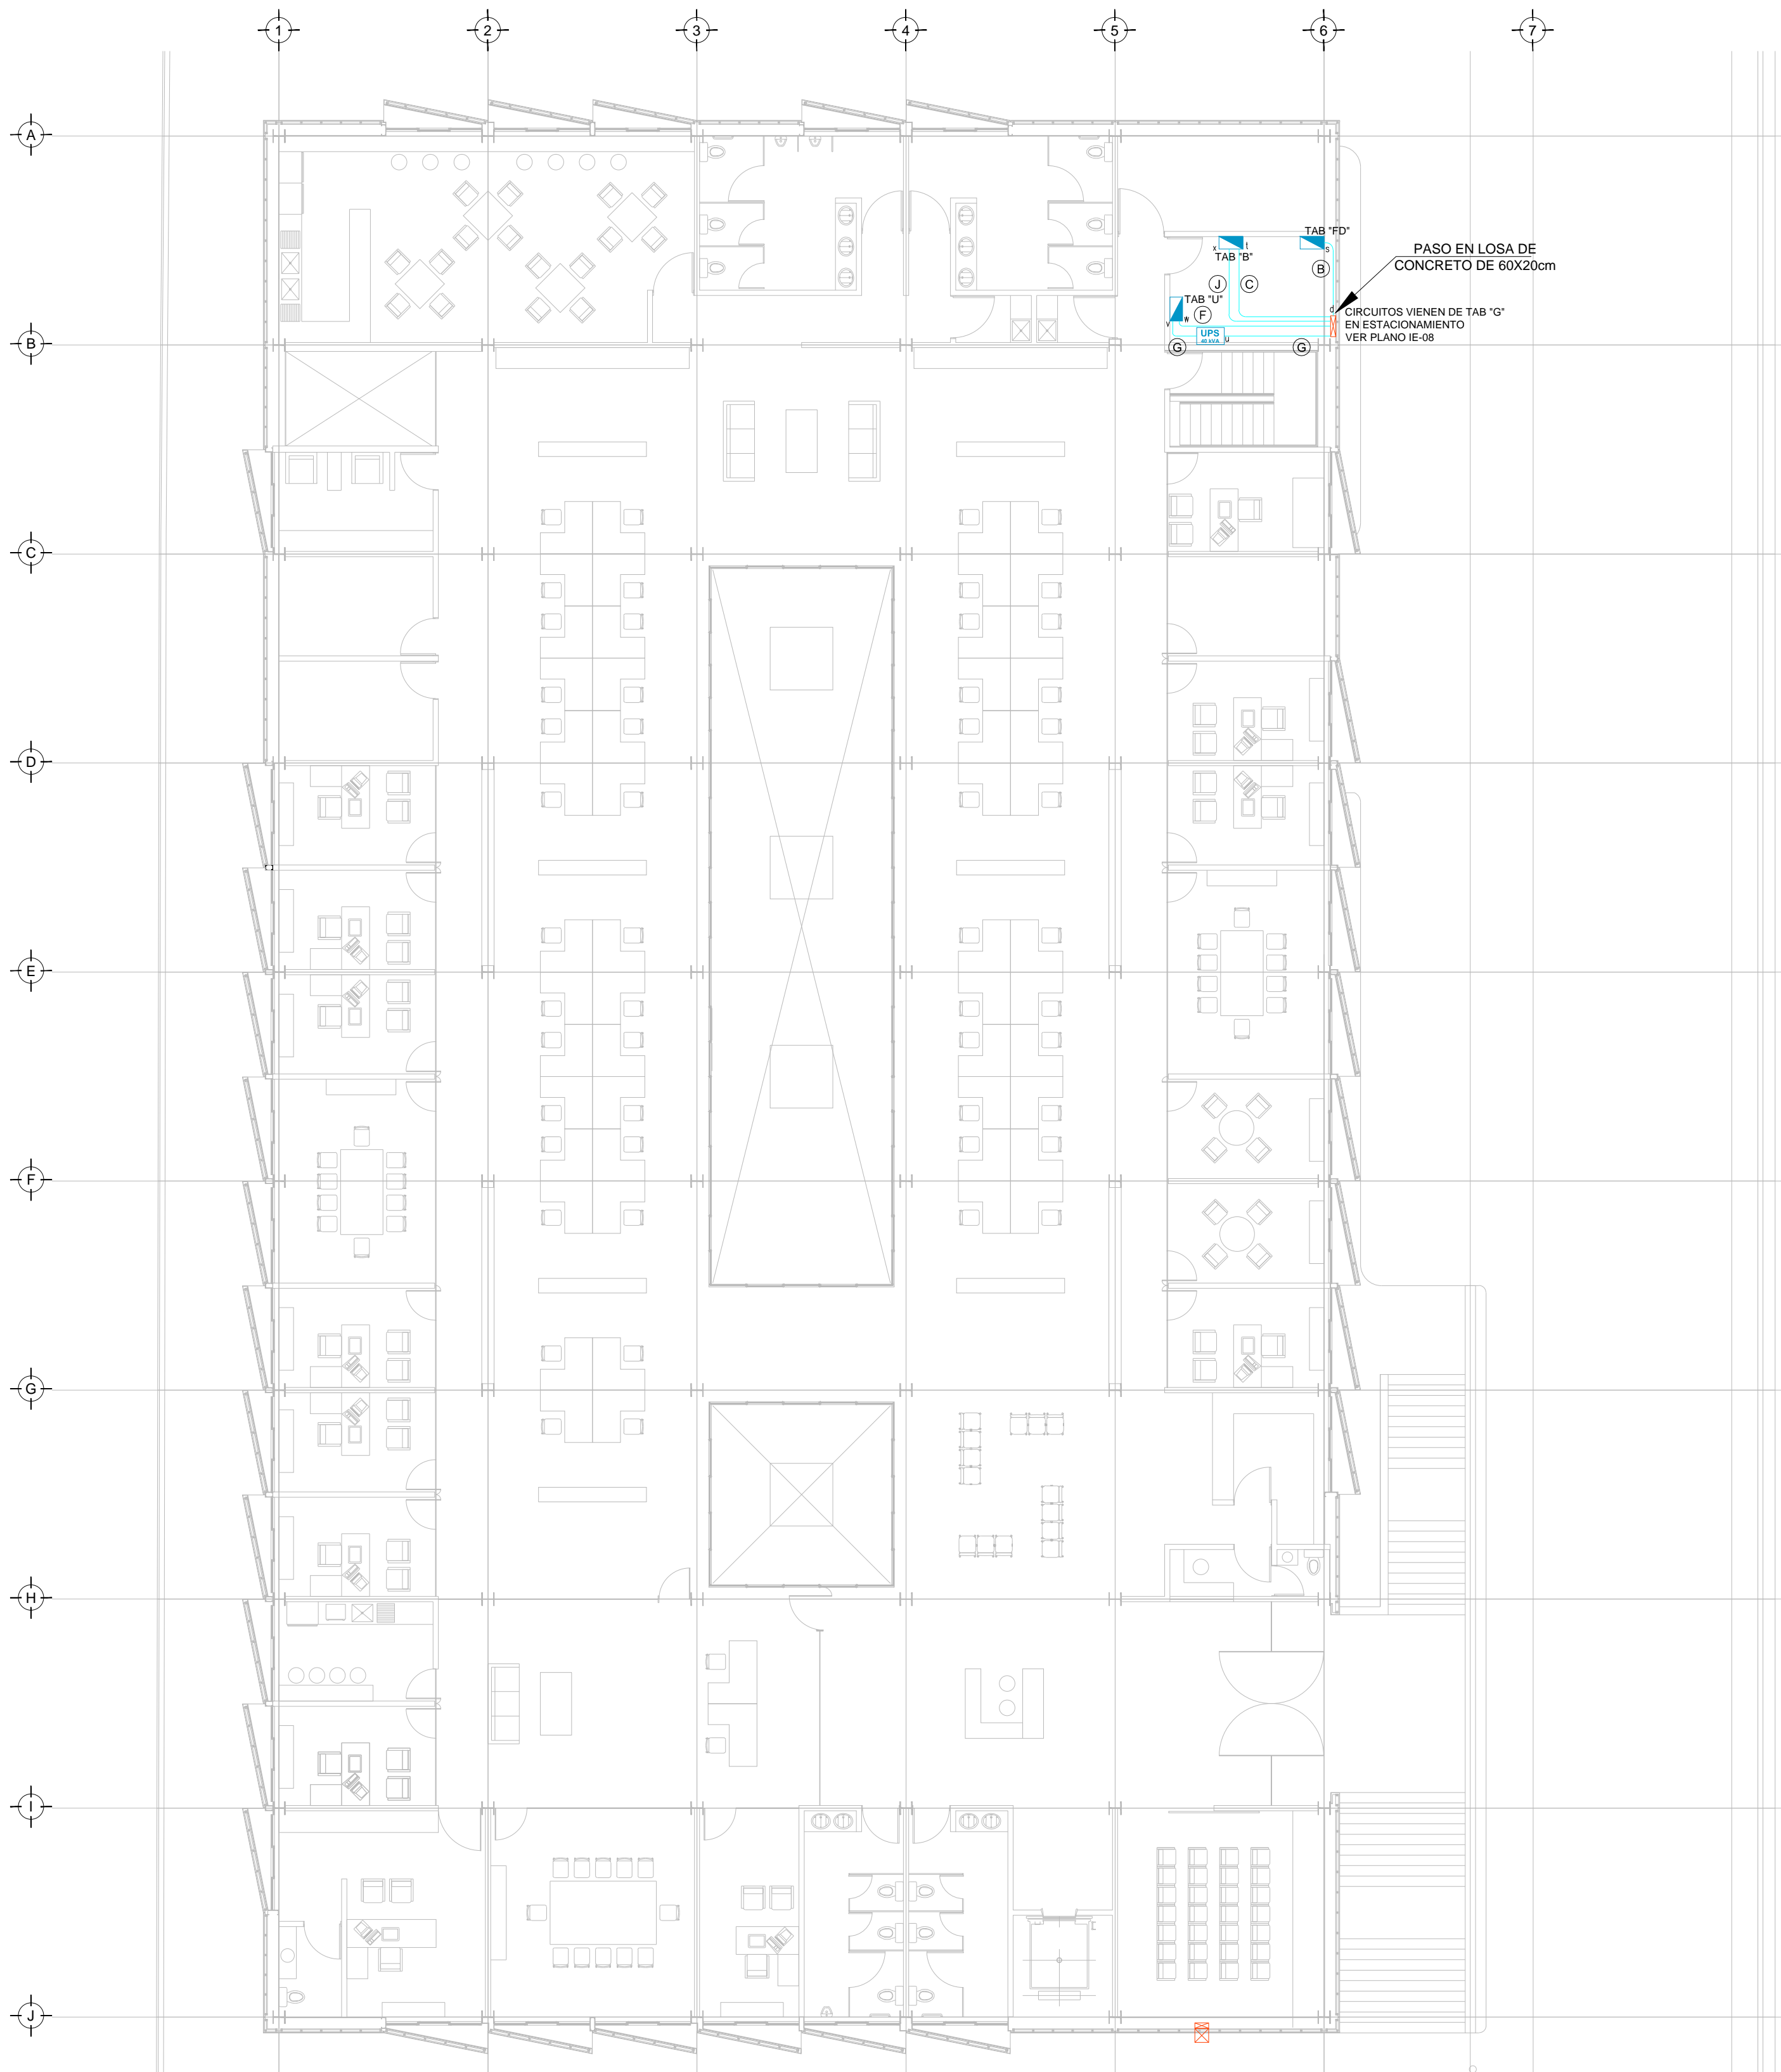 1 2 3 4 5 6 7
A
TAB "FD"
x t s
TAB "B"
PASO EN LOSA DE
CONCRETO DE 60X20cm
B
J C
TAB "U"
d
CIRCUITOS VIENEN DE TAB "G"
EN ESTACIONAMIENTO
VER PLANO IE-08
F
v w
UPS
40 kVA
u
B
G G
C
D
E
F
G
H
I
J